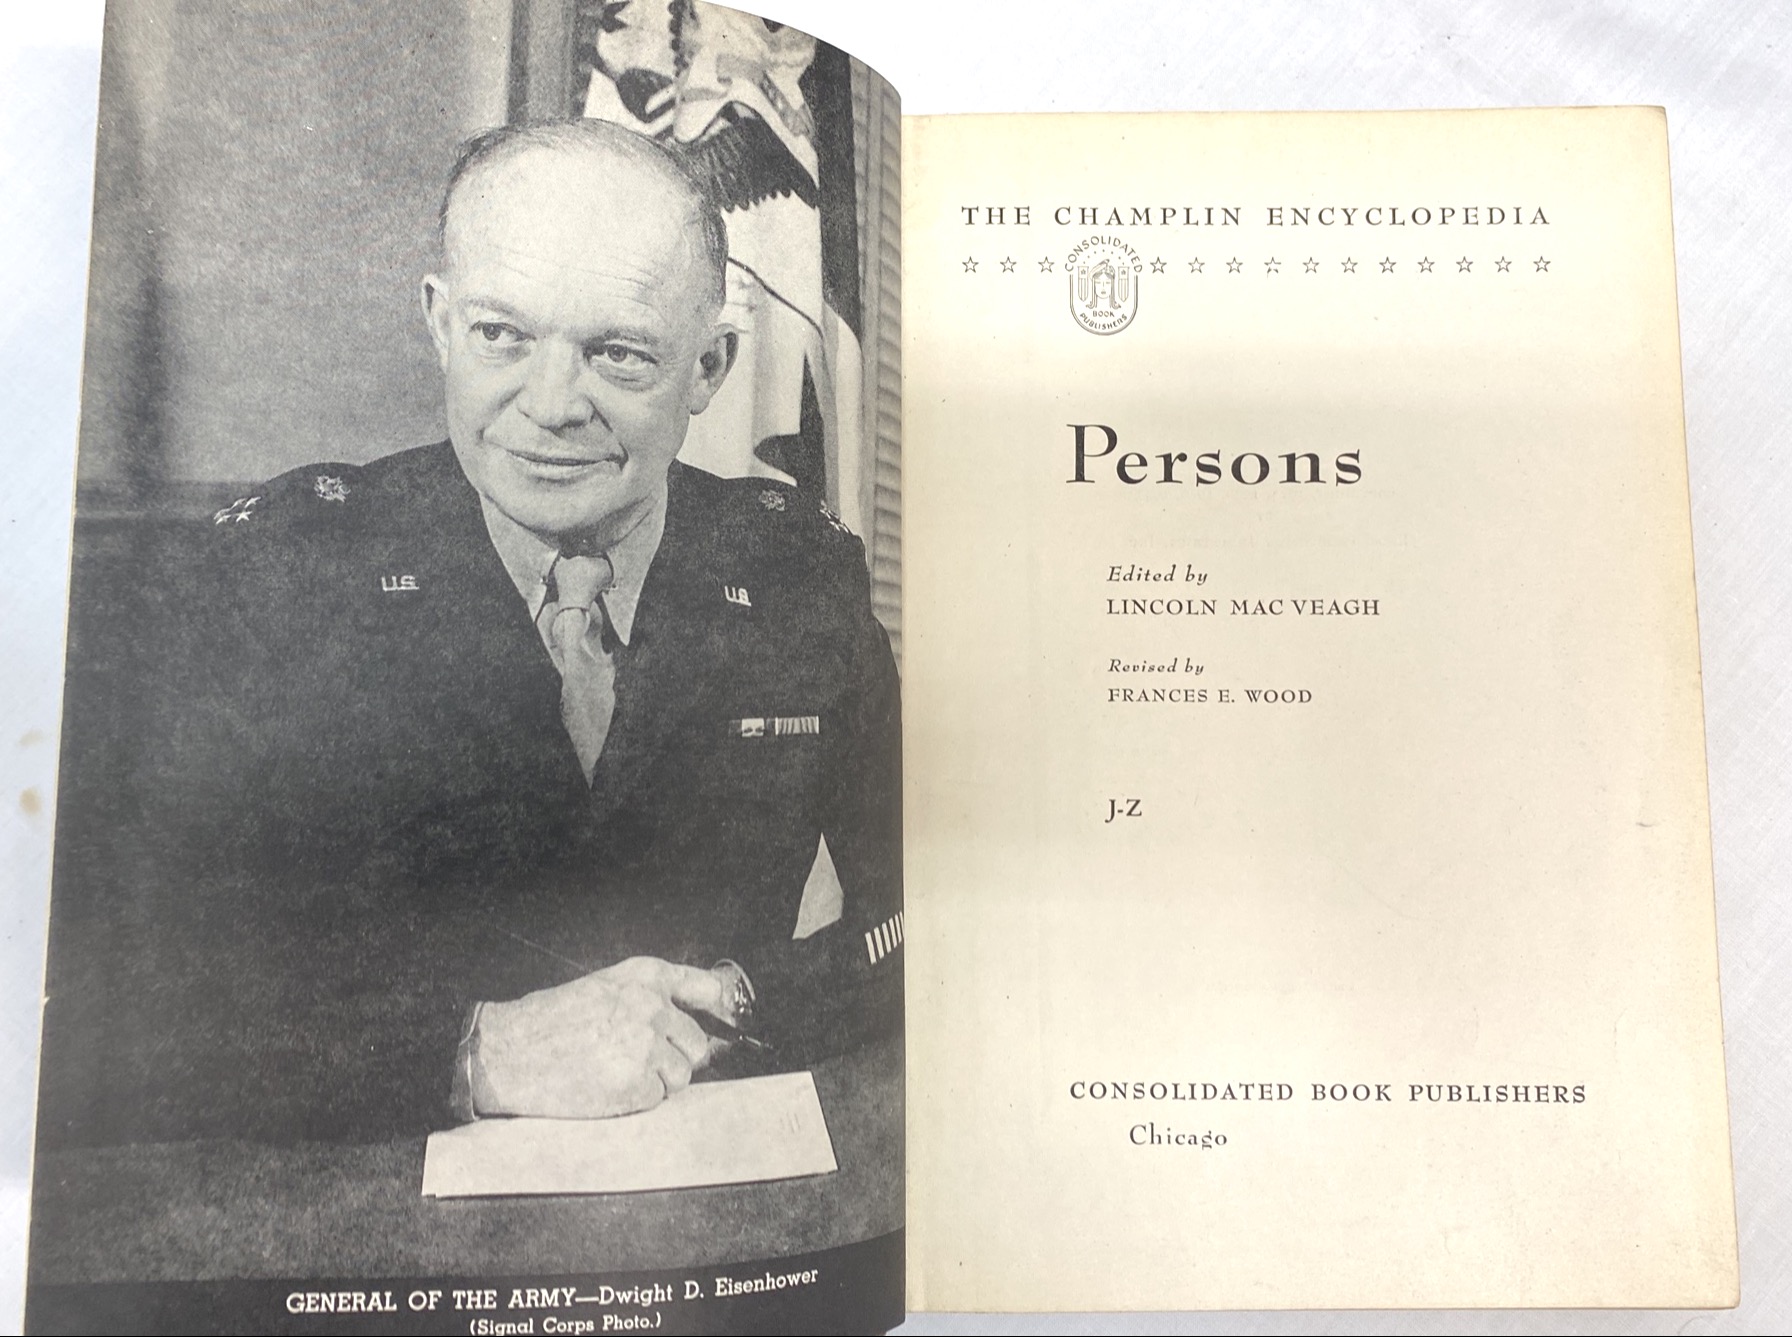 GENERAL OF THE ARMY—Dwight D. Eisenhower
(Signal Corps Photo.)
U.S.
U.S.
THE CHAMPLIN ENCYCLOPEDIA
CONSOLIDATED
BOOK
PUBLISHERS
Persons
Edited by
LINCOLN MAC VEAGH
Revised by
FRANCES E. WOOD
J-Z
CONSOLIDATED BOOK PUBLISHERS
Chicago